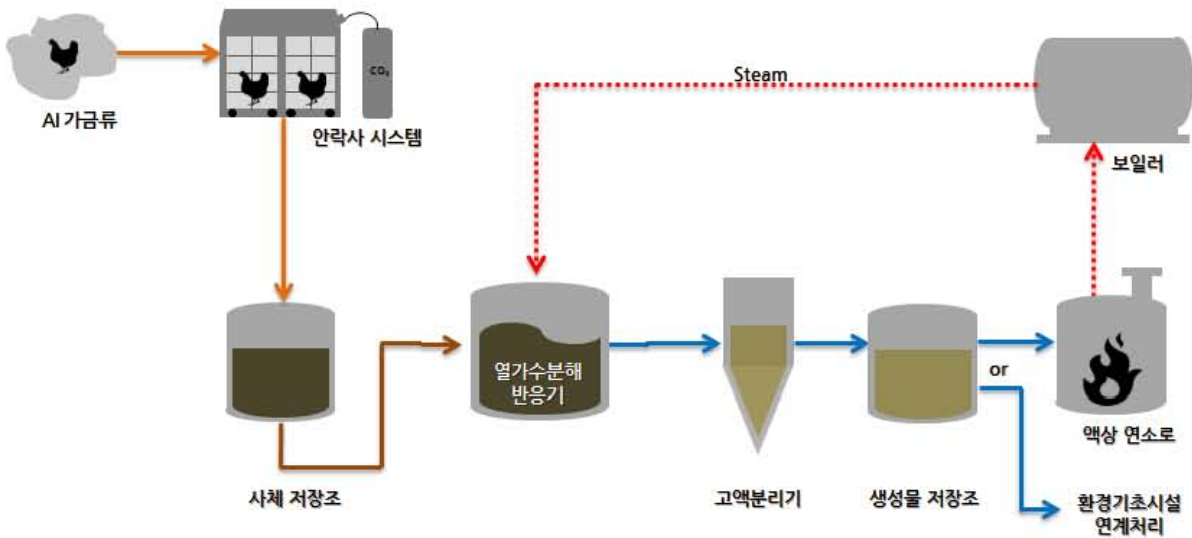 AI 가금류
CO₂
안락사 시스템
Steam
보일러
열가수분해
반응기
or
액상 연소로
사체 저장조
고액분리기
생성물 저장조
환경기초시설
연계처리